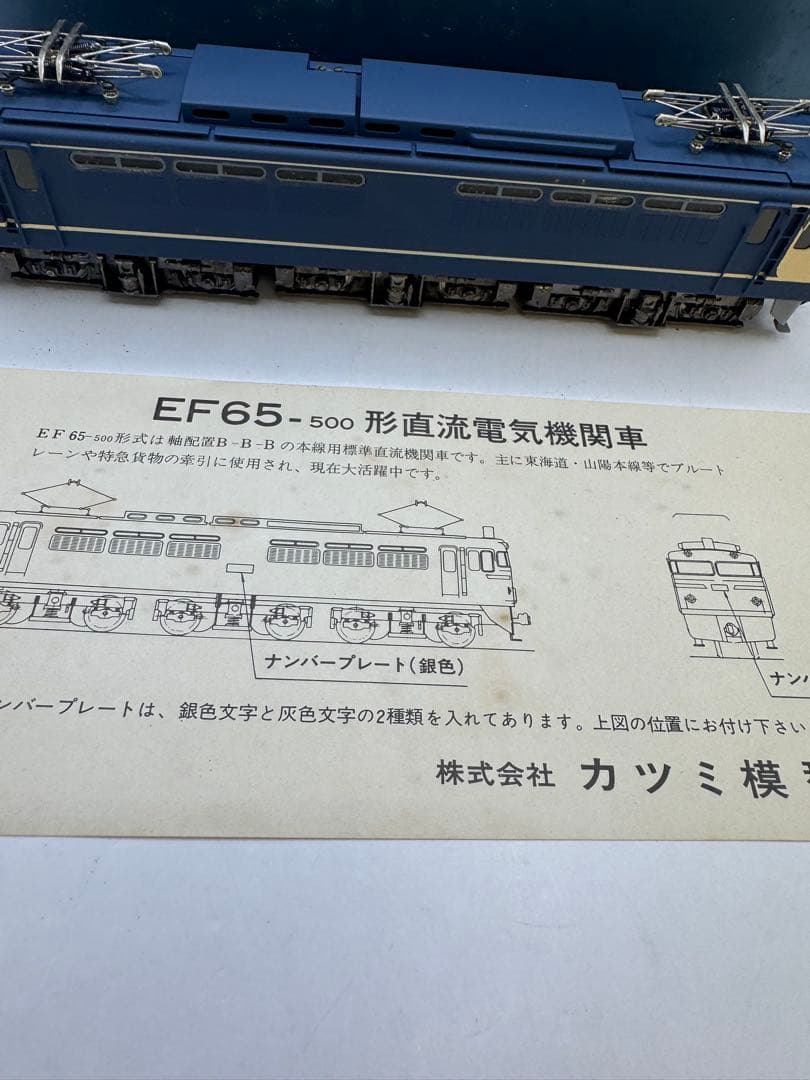 EF65-500 形直流電気機関車
EF65-500形式は軸配置B-B-Bの本線用標準直流機関車です。主に東海道・山陽本線等でブルート
レーンや特急貨物の牽引に使用され、現在大活躍中です。
ナンバープレート(銀色)
ナン
ンバープレートは、銀色文字と灰色文字の2種類を入れてあります。上図の位置にお付け下さい
株式会社 カツミ模